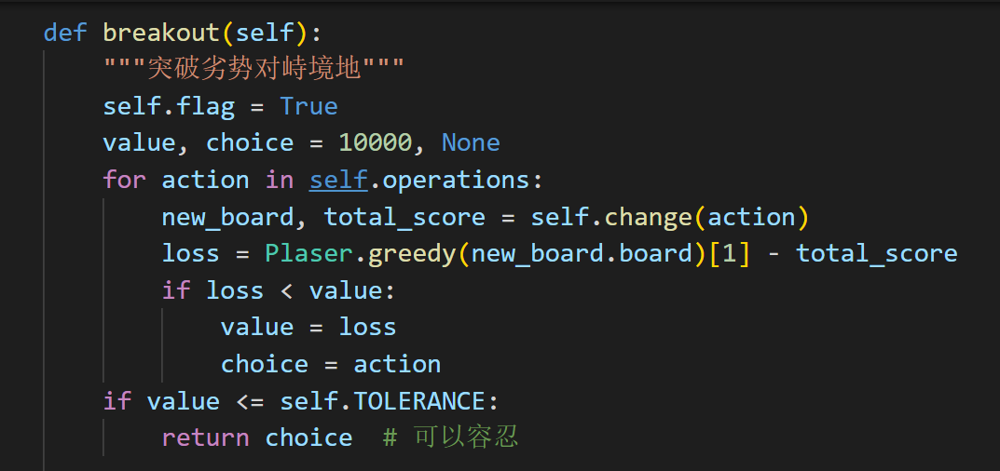 def breakout(self):
"""突破劣势对峙境地"""
self.flag = True
value, choice = 10000, None
for action in self.operations:
new_board, total_score = self.change(action)
loss = Plaser.greedy(new_board.board)[1] - total_score
if loss < value:
value = loss
choice = action
if value <= self.TOLERANCE:
return choice  # 可以容忍